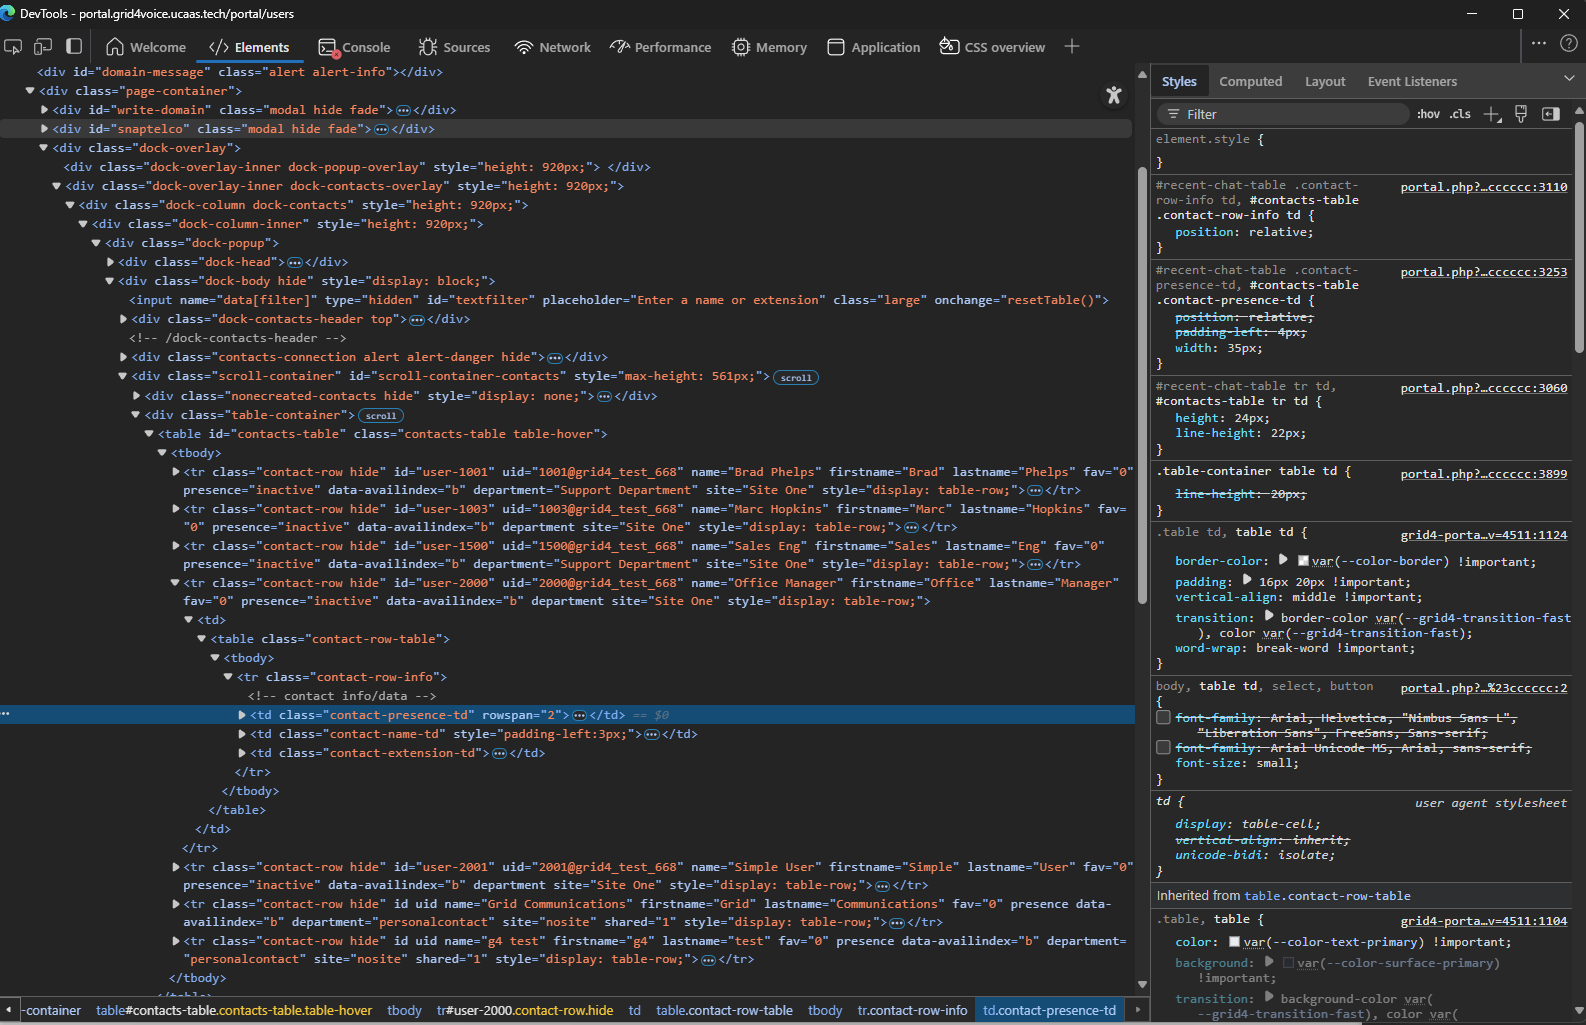 DevTools - portal.grid4voice.ucaas.tech/portal/users
Welcome
</> Elements
Console
Sources
Network
Performance
Memory
Application
CSS overview
<div id="domain-message" class="alert alert-info"></div>
<div class="page-container">
<div id="write-domain" class="modal hide fade"></div>
<div id="snaptelco" class="modal hide fade"></div>
<div class="dock-overlay">
<div class="dock-overlay-inner dock-popup-overlay" style="height: 920px;"> </div>
<div class="dock-overlay-inner dock-contacts-overlay" style="height: 920px;">
<div class="dock-column dock-contacts" style="height: 920px;">
<div class="dock-column-inner" style="height: 920px;">
<div class="dock-popup">
<div class="dock-head"></div>
<div class="dock-body hide" style="display: block;">
<input name="data[filter]" type="hidden" id="textfilter" placeholder="Enter a name or extension" class="large" onchange="resetTable()">
<div class="dock-contacts-header top"></div>
<!-- /dock-contacts-header -->
<div class="contacts-connection alert alert-danger hide"></div>
<div class="scroll-container" id="scroll-container-contacts" style="max-height: 561px;"> scroll
<div class="nonecreated-contacts hide" style="display: none;"></div>
<div class="table-container"> scroll
<table id="contacts-table" class="contacts-table table-hover">
<tbody>
<tr class="contact-row hide" id="user-1001" uid="1001@grid4_test_668" name="Brad Phelps" firstname="Brad" lastname="Phelps" fav="0"
presence="inactive" data-availindex="b" department="Support Department" site="Site One" style="display: table-row;"></tr>
<tr class="contact-row hide" id="user-1003" uid="1003@grid4_test_668" name="Marc Hopkins" firstname="Marc" lastname="Hopkins" fav=
"0" presence="inactive" data-availindex="b" department site="Site One" style="display: table-row;"></tr>
<tr class="contact-row hide" id="user-1500" uid="1500@grid4_test_668" name="Sales Eng" firstname="Sales" lastname="Eng" fav="0"
presence="inactive" data-availindex="b" department="Support Department" site="Site One" style="display: table-row;"></tr>
<tr class="contact-row hide" id="user-2000" uid="2000@grid4_test_668" name="Office Manager" firstname="Office" lastname="Manager"
fav="0" presence="inactive" data-availindex="b" department site="Site One" style="display: table-row;">
<td>
<table class="contact-row-table">
<tbody>
<tr class="contact-row-info">
<!-- contact info/data -->
<td class="contact-presence-td" rowspan="2"></td> == $0
<td class="contact-name-td" style="padding-left:3px;"></td>
<td class="contact-extension-td"></td>
</tr>
</tbody>
</table>
</td>
</tr>
<tr class="contact-row hide" id="user-2001" uid="2001@grid4_test_668" name="Simple User" firstname="Simple" lastname="User" fav="0"
presence="inactive" data-availindex="b" department site="Site One" style="display: table-row;"></tr>
<tr class="contact-row hide" id uid name="Grid Communications" firstname="Grid" lastname="Communications" fav="0" presence data-
availindex="b" department="personalcontact" site="nosite" shared="1" style="display: table-row;"></tr>
<tr class="contact-row hide" id uid name="g4 test" firstname="g4" lastname="test" fav="0" presence data-availindex="b" department=
"personalcontact" site="nosite" shared="1" style="display: table-row;"></tr>
</tbody>
</table>
-container table#contacts-table.contacts-table.table-hover tbody tr#user-2000.contact-row.hide td table.contact-row-table tbody tr.contact-row-info td.contact-presence-td
Styles Computed Layout Event Listeners
Filter :hov .cls
element.style {
}
#recent-chat-table .contact- portal.php?…cccccc:3110
row-info td, #contacts-table
.contact-row-info td {
position: relative;
}
#recent-chat-table .contact- portal.php?…cccccc:3253
presence-td, #contacts-table
.contact-presence-td {
position: relative;
padding-left: 4px;
width: 35px;
}
#recent-chat-table tr td, portal.php?…cccccc:3060
#contacts-table tr td {
height: 24px;
line-height: 22px;
}
.table-container table td { portal.php?…cccccc:3899
line-height: 20px;
}
.table td, table td { grid4-porta…v=4511:1124
border-color: var(--color-border) !important;
padding: 16px 20px !important;
vertical-align: middle !important;
transition: border-color var(--grid4-transition-fast
), color var(--grid4-transition-fast);
word-wrap: break-word !important;
}
body, table td, select, button portal.php?…%23cccccc:2
{
font-family: Arial, Helvetica, "Nimbus Sans L",
"Liberation Sans", FreeSans, Sans-serif;
font-family: Arial Unicode MS, Arial, sans-serif;
font-size: small;
}
td { user agent stylesheet
display: table-cell;
vertical-align: inherit;
unicode-bidi: isolate;
}
Inherited from table.contact-row-table
.table, table { grid4-porta…v=4511:1104
color: var(--color-text-primary) !important;
background: var(--color-surface-primary)
!important;
transition: background-color var(
--grid4-transition-fast), color var(